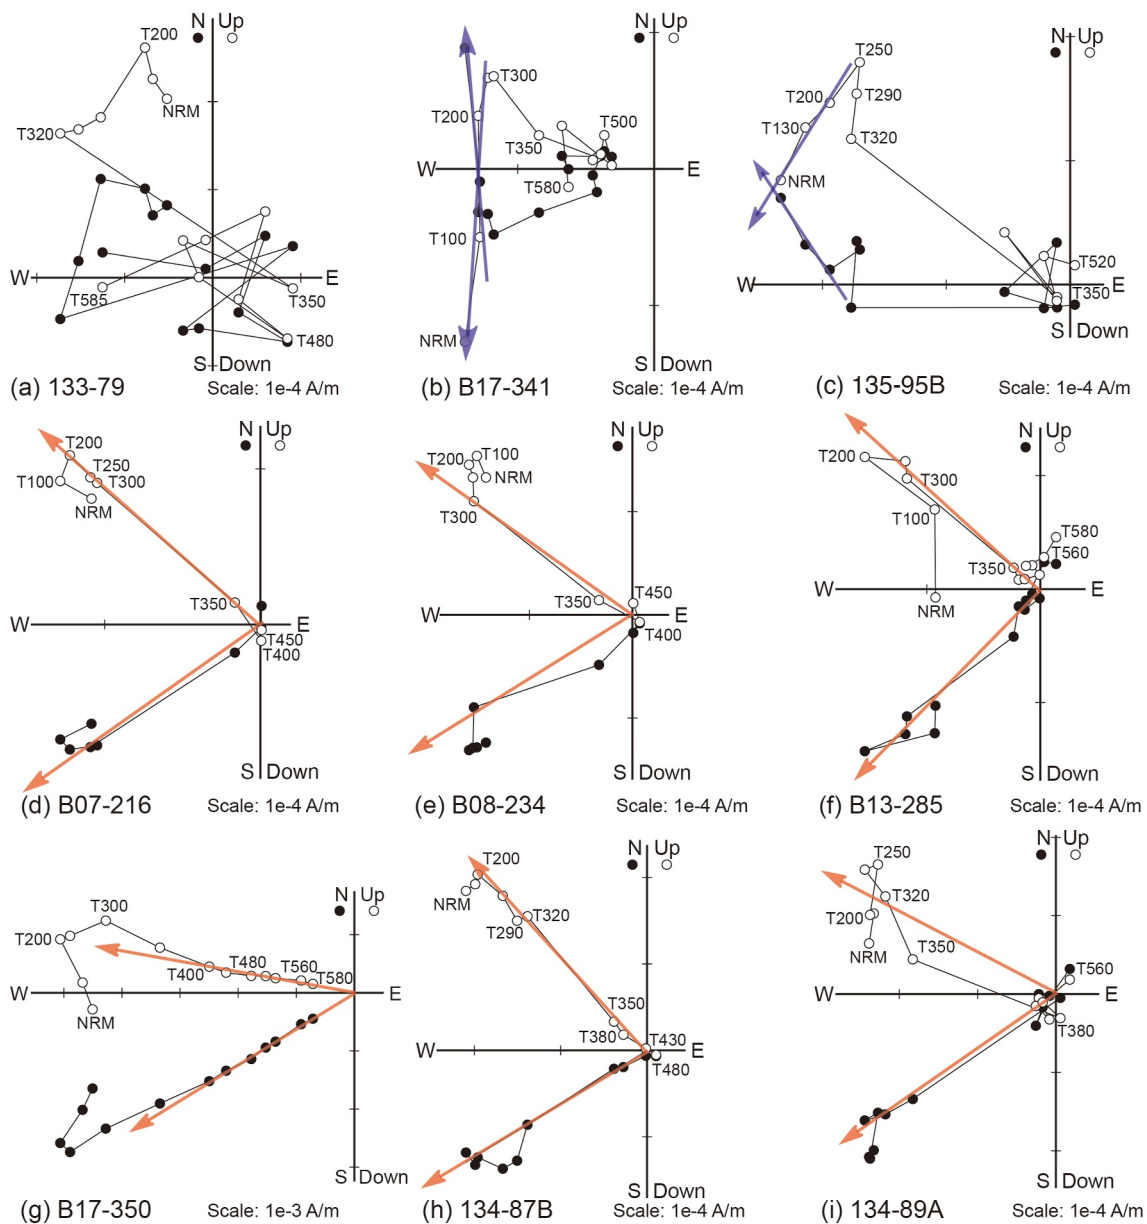 N Up
T200
NRM
T320
W E
T585
T350
T480
S Down
(a) 133-79
Scale: 1e-4 A/m
N Up
T300
T200
T500
T350
W E
T580
T100
NRM
S Down
(b) B17-341
Scale: 1e-4 A/m
N Up
T250
T290
T200
T130
T320
NRM
T520
W E
T350
S Down
(c) 135-95B
Scale: 1e-4 A/m
N Up
T200
T250
T100
T300
NRM
T350
W E
T450
T400
S Down
(d) B07-216
Scale: 1e-4 A/m
N Up
T100
T200
NRM
T300
T450
T350
W E
T400
S Down
(e) B08-234
Scale: 1e-4 A/m
N Up
T200
T300
T100
T580
T560
T350
W E
NRM
S Down
(f) B13-285
Scale: 1e-4 A/m
N Up
T300
T200
T480
T400
T560
T580
W E
NRM
S Down
(g) B17-350
Scale: 1e-3 A/m
N Up
T200
NRM
T320
T290
T350
T380
T430
W E
T480
S Down
(h) 134-87B
Scale: 1e-4 A/m
N Up
T250
T320
T200
T350
NRM
T560
W E
T380
S Down
(i) 134-89A
Scale: 1e-4 A/m